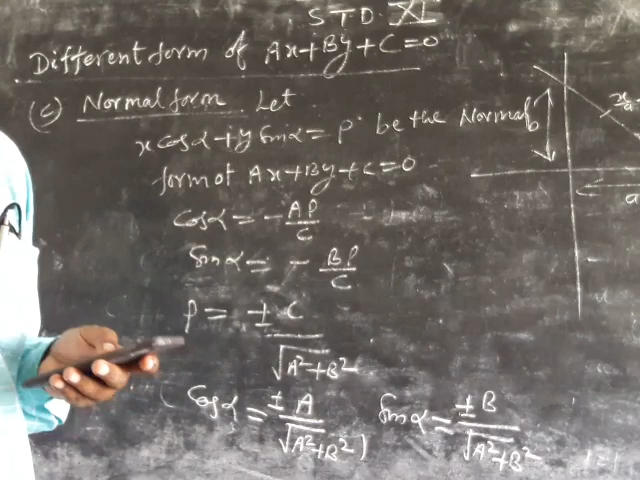 STD. XI
Different form of Ax+By+C=0
(c) Normal form. Let
x cosα+y sinα = P be the Normal
form of Ax+By+C=0
cosα = -AP/C
sinα = -BP/C
P = ±C/√A²+B²
(cosα = ±A/√A²+B²) sinα = ±B/√A²+B²
b
a